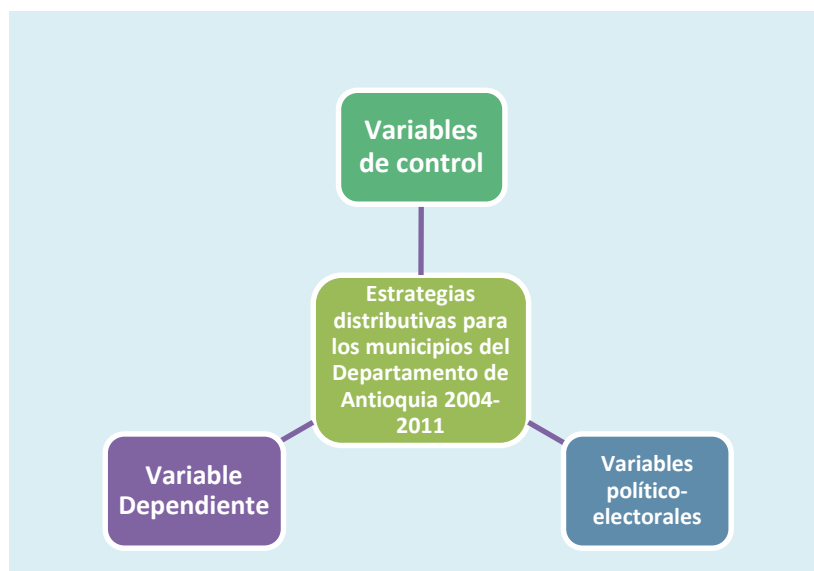 Variables
de control
Estrategias
distributivas para
los municipios del
Departamento de
Antioquia 2004-
2011
Variable
Dependiente
Variables
político-
electorales